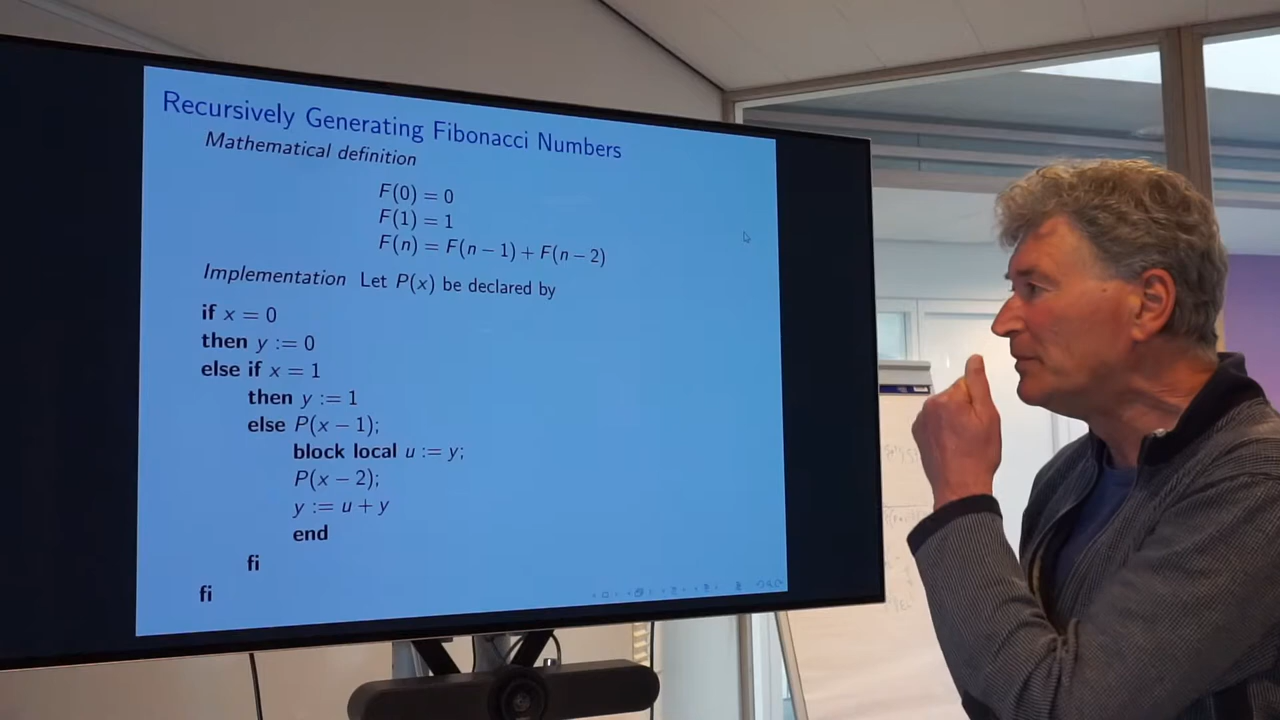 Recursively Generating Fibonacci Numbers
Mathematical definition
F(0) = 0
F(1) = 1
F(n) = F(n − 1) + F(n − 2)
Implementation Let P(x) be declared by
if x = 0
then y := 0
else if x = 1
then y := 1
else P(x − 1);
block local u := y;
P(x − 2);
y := u + y
end
fi
fi